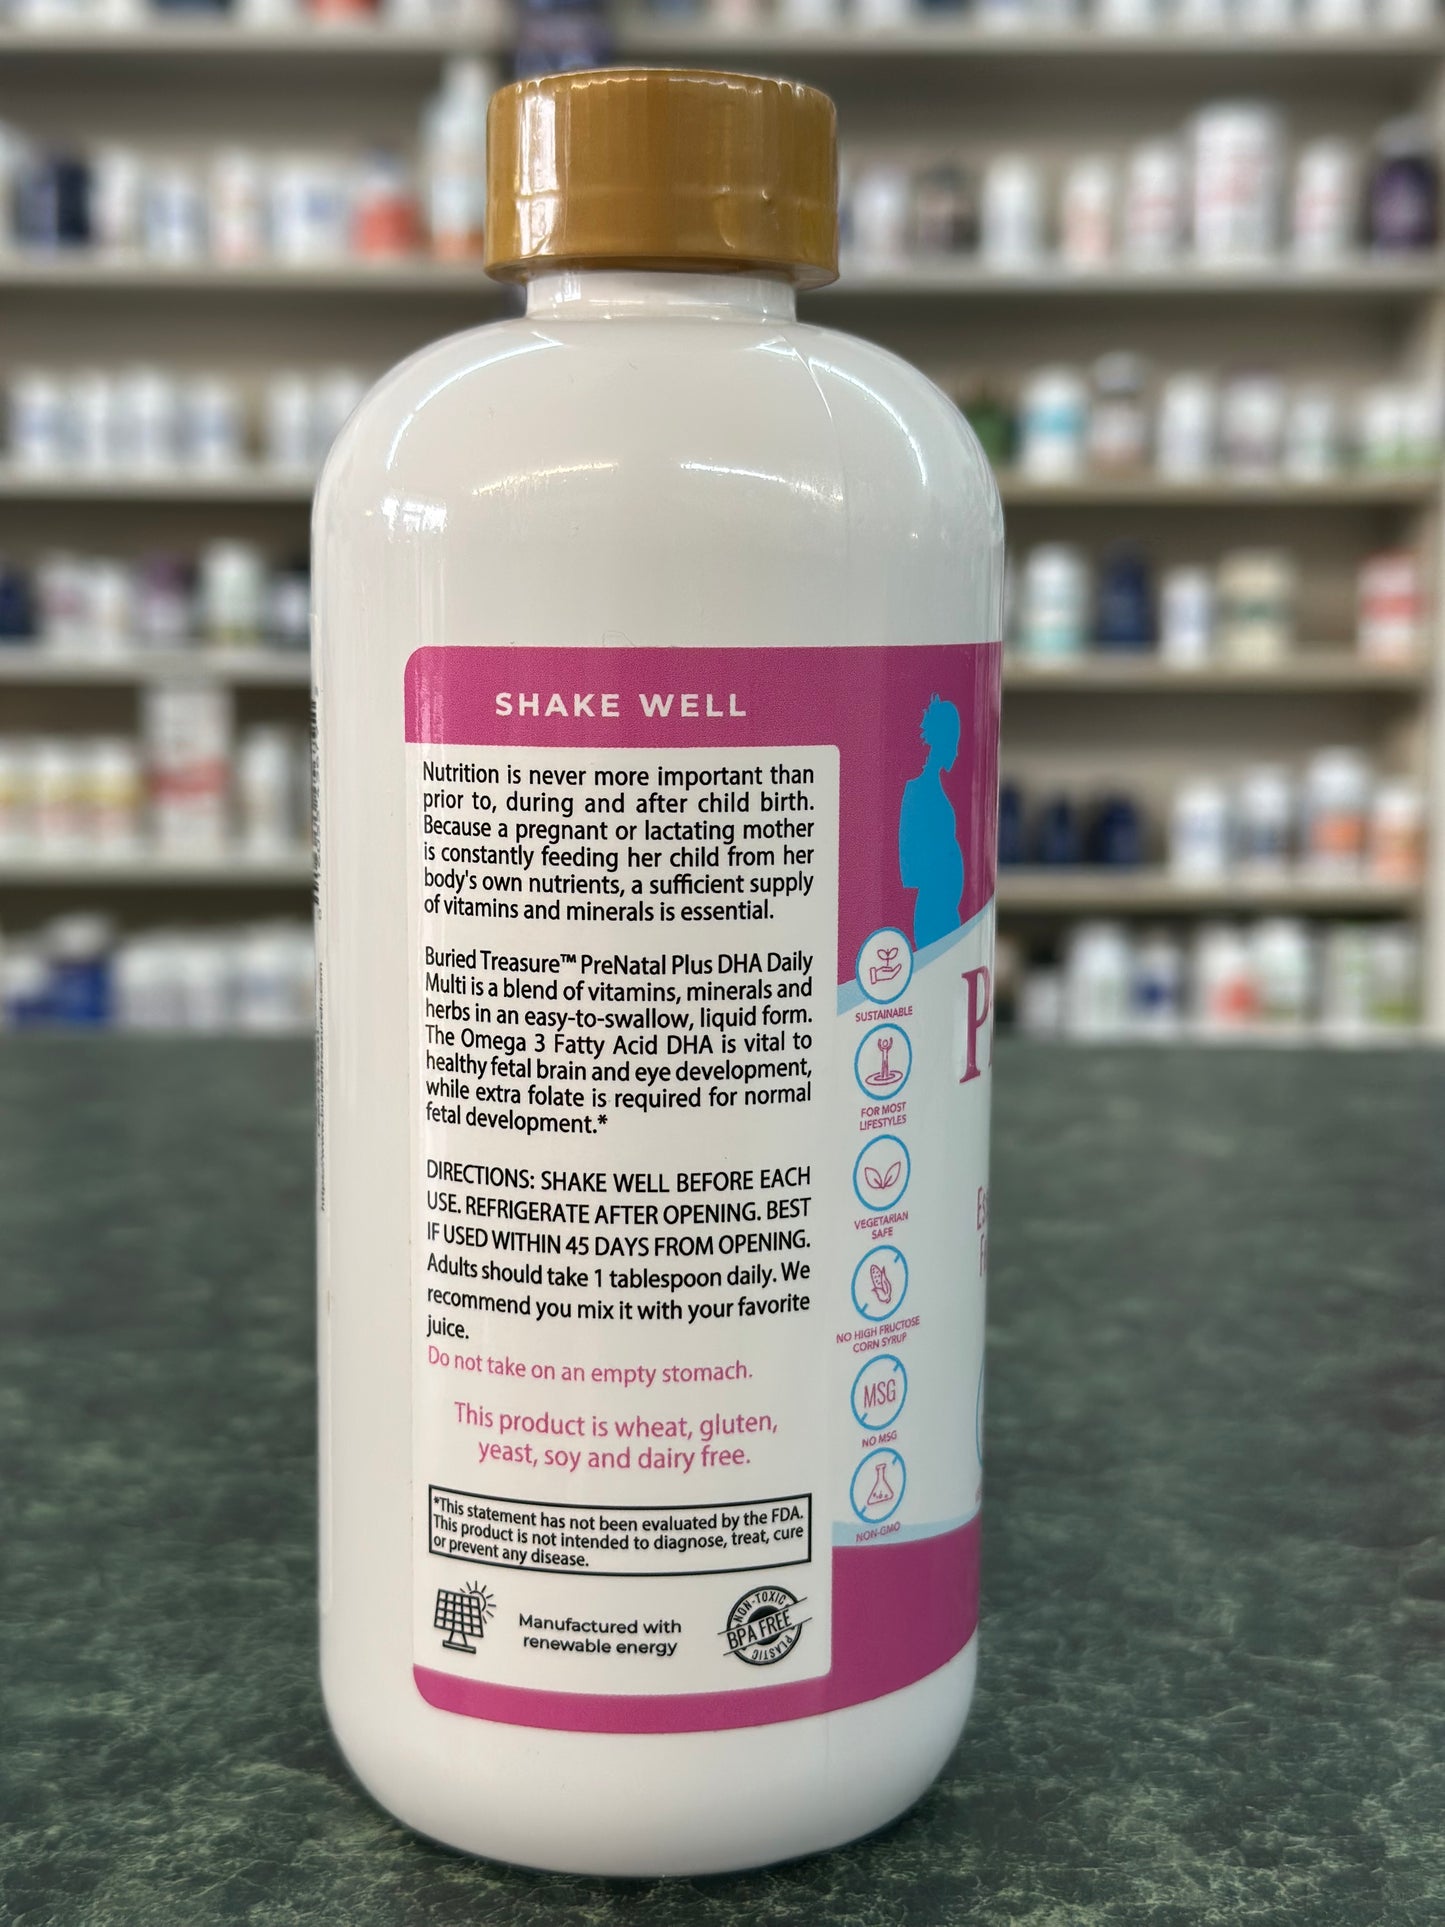 SHAKE WELL
Nutrition is never more important than
prior to, during and after child birth.
Because a pregnant or lactating mother
is constantly feeding her child from her
body's own nutrients, a sufficient supply
of vitamins and minerals is essential.
Buried Treasure™ PreNatal Plus DHA Daily
Multi is a blend of vitamins, minerals and
herbs in an easy-to-swallow, liquid form.
The Omega 3 Fatty Acid DHA is vital to
healthy fetal brain and eye development,
while extra folate is required for normal
fetal development.*
DIRECTIONS: SHAKE WELL BEFORE EACH
USE. REFRIGERATE AFTER OPENING. BEST
IF USED WITHIN 45 DAYS FROM OPENING.
Adults should take 1 tablespoon daily. We
recommend you mix it with your favorite
juice.
Do not take on an empty stomach.
This product is wheat, gluten,
yeast, soy and dairy free.
*This statement has not been evaluated by the FDA.
This product is not intended to diagnose, treat, cure
or prevent any disease.
Manufactured with
renewable energy
NON-TOXIC
BPA FREE
PLASTIC
SUSTAINABLE
FOR MOST
LIFESTYLES
VEGETARIAN
SAFE
NO HIGH FRUCTOSE
CORN SYRUP
MSG
NO MSG
NON-GMO